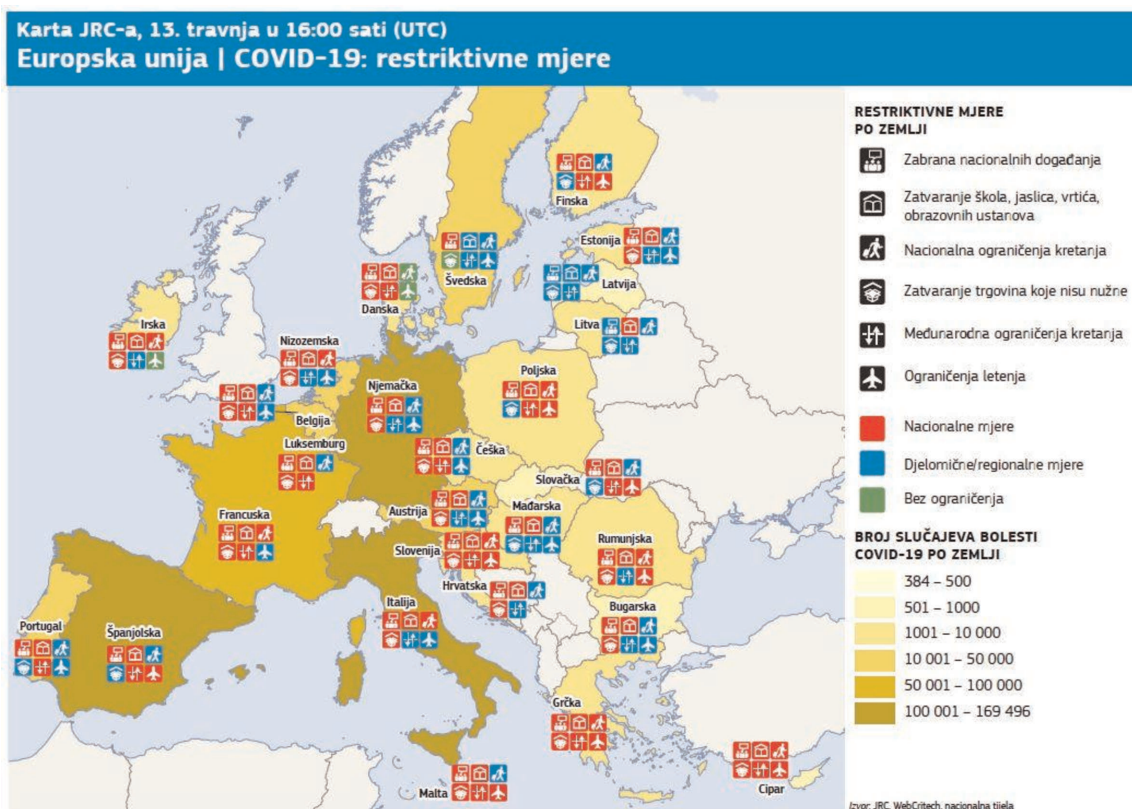 Karta JRC-a, 13. travnja u 16:00 sati (UTC)
Europska unija | COVID-19: restriktivne mjere
Finska
Estonija
Švedska
Latvija
Danska
Litva
Irska
Nizozemska
Poljska
Njemačka
Belgija
Luksemburg
Češka
Slovačka
Austrija
Mađarska
Francuska
Rumunjska
Slovenija
Hrvatska
Italija
Bugarska
Portugal
Španjolska
Grčka
Malta
Cipar
RESTRIKTIVNE MJERE
PO ZEMLJI
Zabrana nacionalnih događanja
Zatvaranje škola, jaslica, vrtića,
obrazovnih ustanova
Nacionalna ograničenja kretanja
Zatvaranje trgovina koje nisu nužne
Međunarodna ograničenja kretanja
Ograničenja letenja
Nacionalne mjere
Djelomične/regionalne mjere
Bez ograničenja
BROJ SLUČAJEVA BOLESTI
COVID-19 PO ZEMLJI
384 – 500
501 – 1000
1001 – 10 000
10 001 – 50 000
50 001 – 100 000
100 001 – 169 496
Izvor: JRC, WebCritech, nacionalna tijela